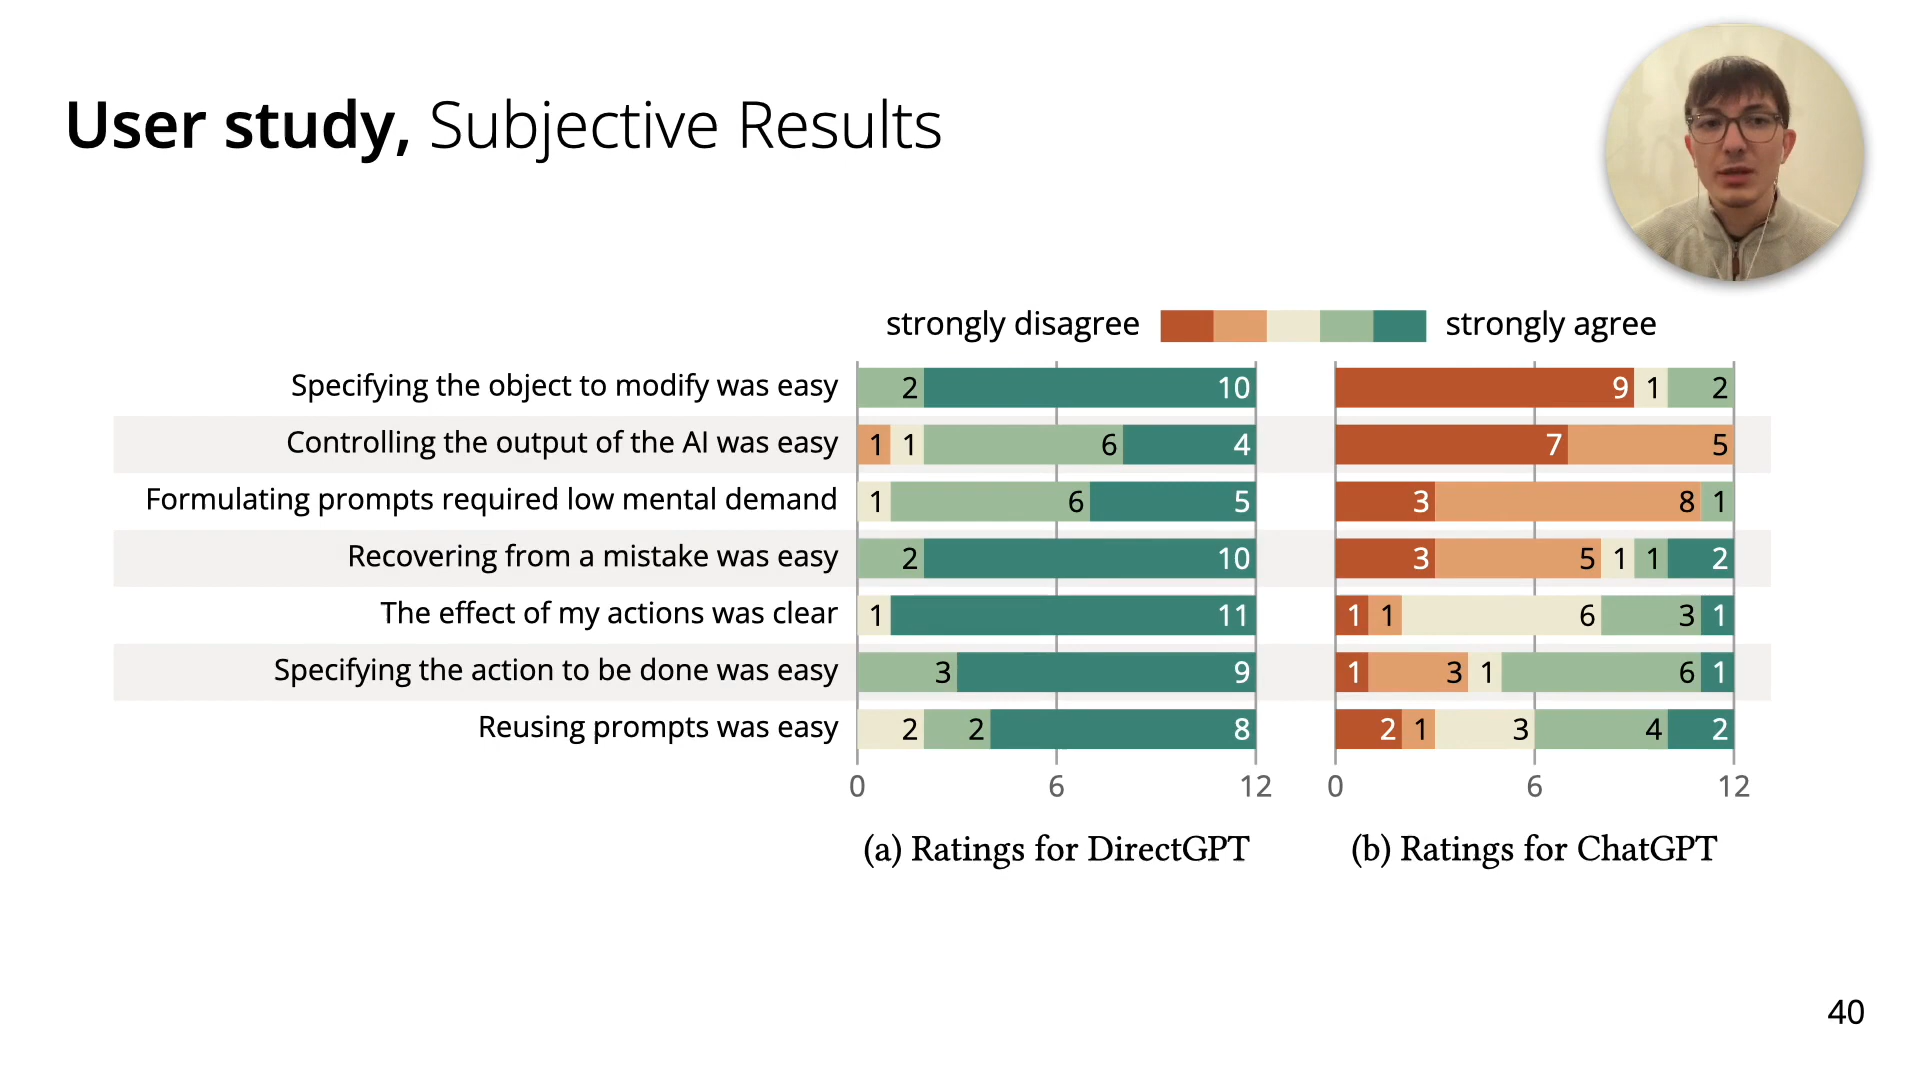 User study, Subjective Results
strongly disagree strongly agree
Specifying the object to modify was easy 2 10 9 1 2
Controlling the output of the AI was easy 1 1 6 4 7 5
Formulating prompts required low mental demand 1 6 5 3 8 1
Recovering from a mistake was easy 2 10 3 5 1 1 2
The effect of my actions was clear 1 11 1 1 6 3 1
Specifying the action to be done was easy 3 9 1 3 1 6 1
Reusing prompts was easy 2 2 8 2 1 3 4 2
0 6 12 0 6 12
(a) Ratings for DirectGPT (b) Ratings for ChatGPT
40